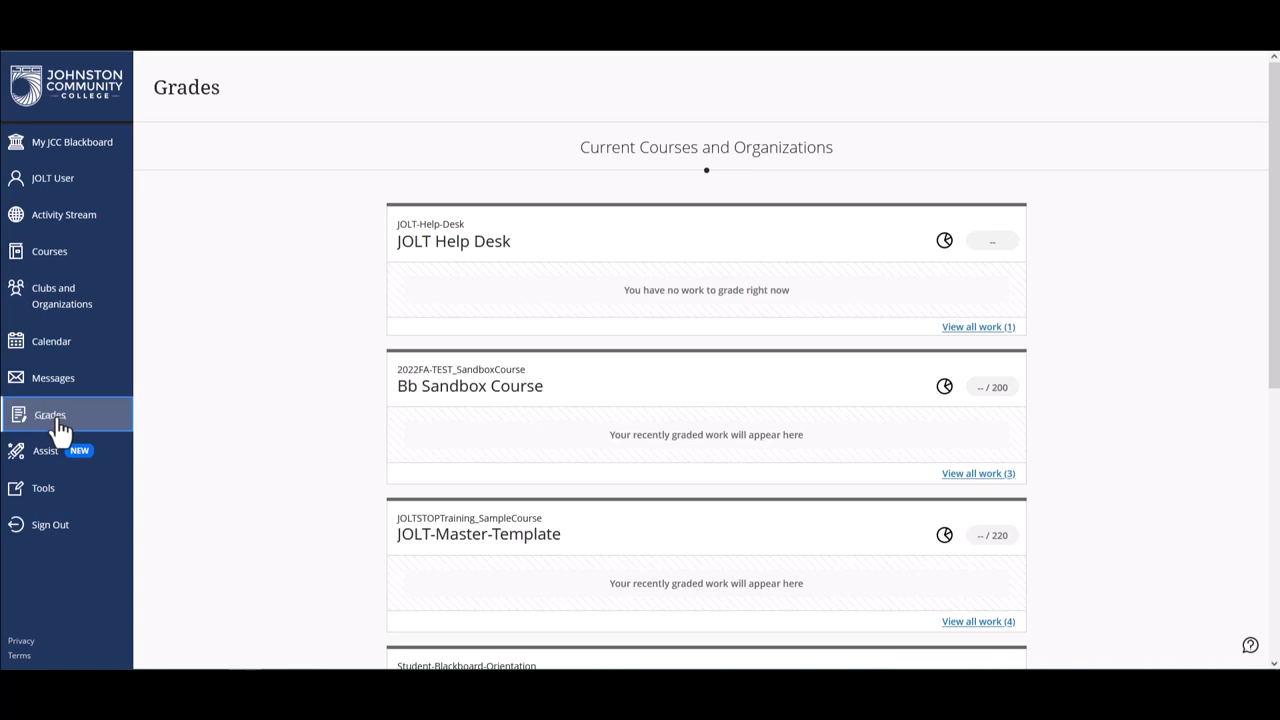 JOHNSTON
COMMUNITY
COLLEGE
My JCC Blackboard
JOLT User
Activity Stream
Courses
Clubs and
Organizations
Calendar
Messages
Grades
Assist NEW
Tools
Sign Out
Privacy
Terms
Grades
Current Courses and Organizations
JOLT-Help-Desk
JOLT Help Desk
--
You have no work to grade right now
View all work (1)
2022FA-TEST_SandboxCourse
Bb Sandbox Course
-- / 200
Your recently graded work will appear here
View all work (3)
JOLTSTOPTraining_SampleCourse
JOLT-Master-Template
-- / 220
Your recently graded work will appear here
View all work (4)
Student-Blackboard-Orientation